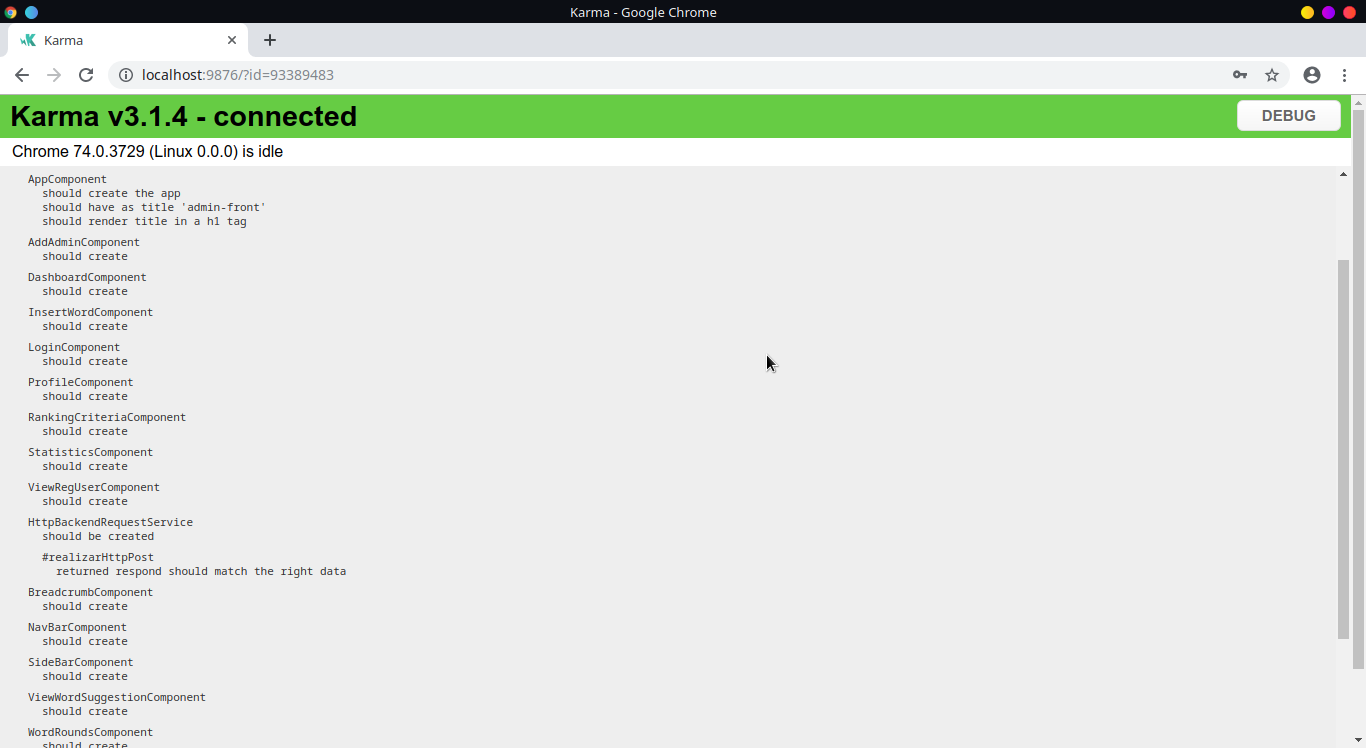 Karma - Google Chrome
Karma
localhost:9876/?id=93389483
Karma v3.1.4 - connected
DEBUG
Chrome 74.0.3729 (Linux 0.0.0) is idle
AppComponent
should create the app
should have as title 'admin-front'
should render title in a h1 tag
AddAdminComponent
should create
DashboardComponent
should create
InsertWordComponent
should create
LoginComponent
should create
ProfileComponent
should create
RankingCriteriaComponent
should create
StatisticsComponent
should create
ViewRegUserComponent
should create
HttpBackendRequestService
should be created
#realizarHttpPost
returned respond should match the right data
BreadcrumbComponent
should create
NavBarComponent
should create
SideBarComponent
should create
ViewWordSuggestionComponent
should create
WordRoundsComponent
should create